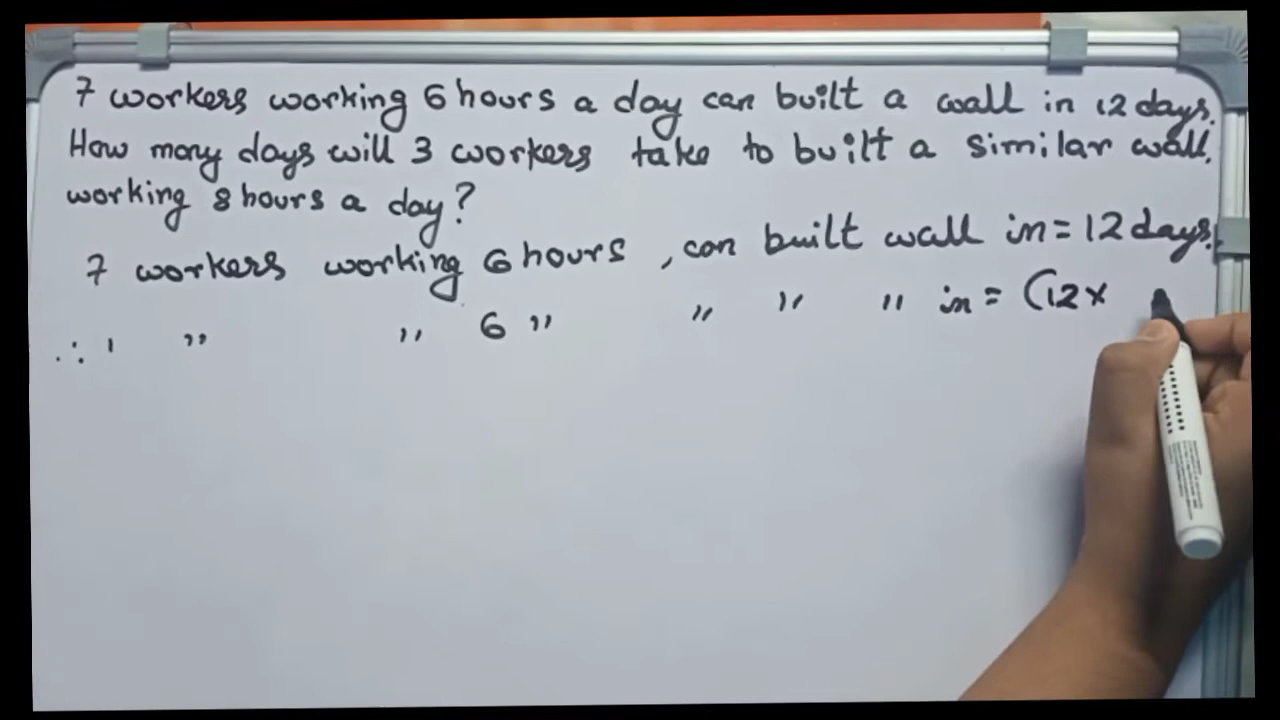 7 workers working 6 hours a day can built a wall in 12 days.
How many days will 3 workers take to built a similar wall.
working 8 hours a day?
7 workers working 6 hours, can built wall in = 12 days.
∴ 1 " " 6 " " " " in = (12×